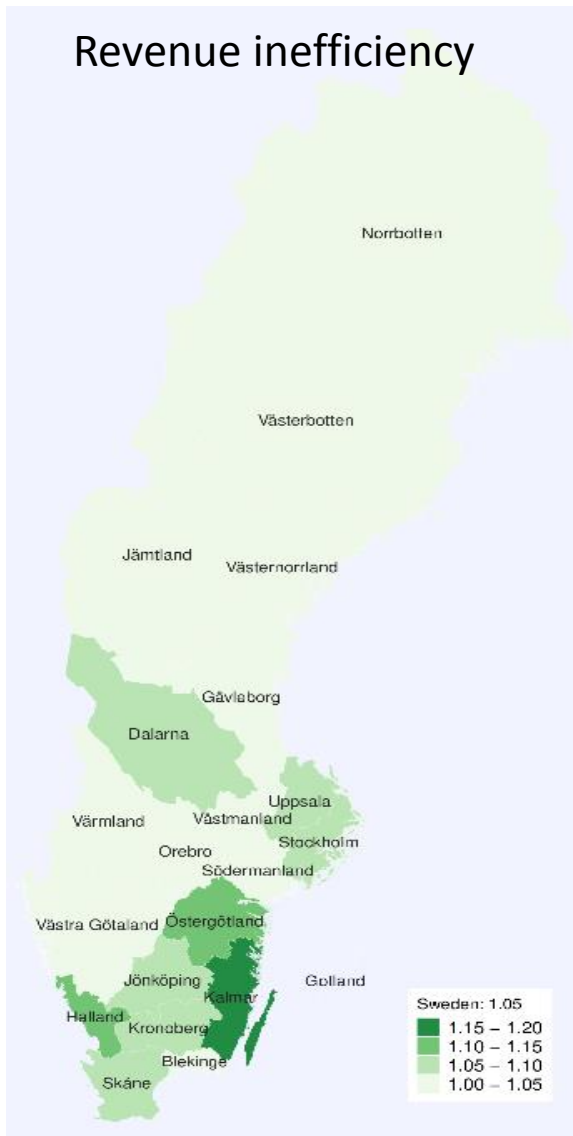 Revenue inefficiency
Norrbotten
Västerbotten
Jämtland
Västernorrland
Gävleborg
Dalarna
Uppsala
Värmland
Västmanland
Stockholm
Orebro
Södermanland
Västra Götaland
Östergötland
Jönköping
Gotland
Kalmar
Halland
Kronoberg
Blekinge
Skåne
Sweden: 1.05
1.15 – 1.20
1.10 – 1.15
1.05 – 1.10
1.00 – 1.05